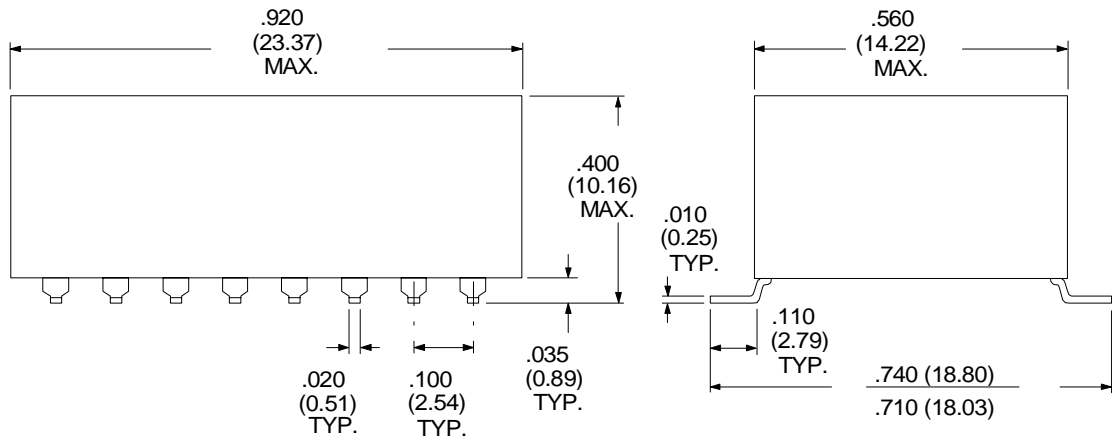 .920
(23.37)
MAX.
.560
(14.22)
MAX.
.400
(10.16)
MAX.
.010
(0.25)
TYP.
.110
(2.79)
TYP.
.035
(0.89)
TYP.
.020
(0.51)
TYP.
.100
(2.54)
TYP.
.740 (18.80)
.710 (18.03)